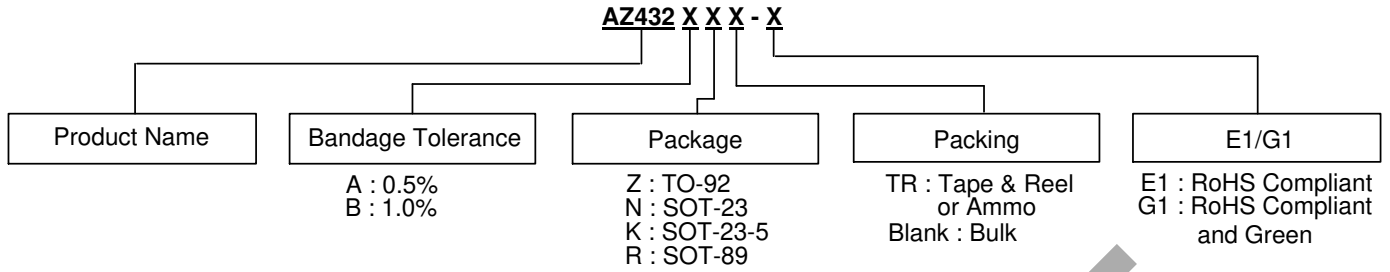 AZ432 X X X - X
Product Name
Bandage Tolerance
A : 0.5%
B : 1.0%
Package
Z : TO-92
N : SOT-23
K : SOT-23-5
R : SOT-89
Packing
TR : Tape & Reel
or Ammo
Blank : Bulk
E1/G1
E1 : RoHS Compliant
G1 : RoHS Compliant
and Green